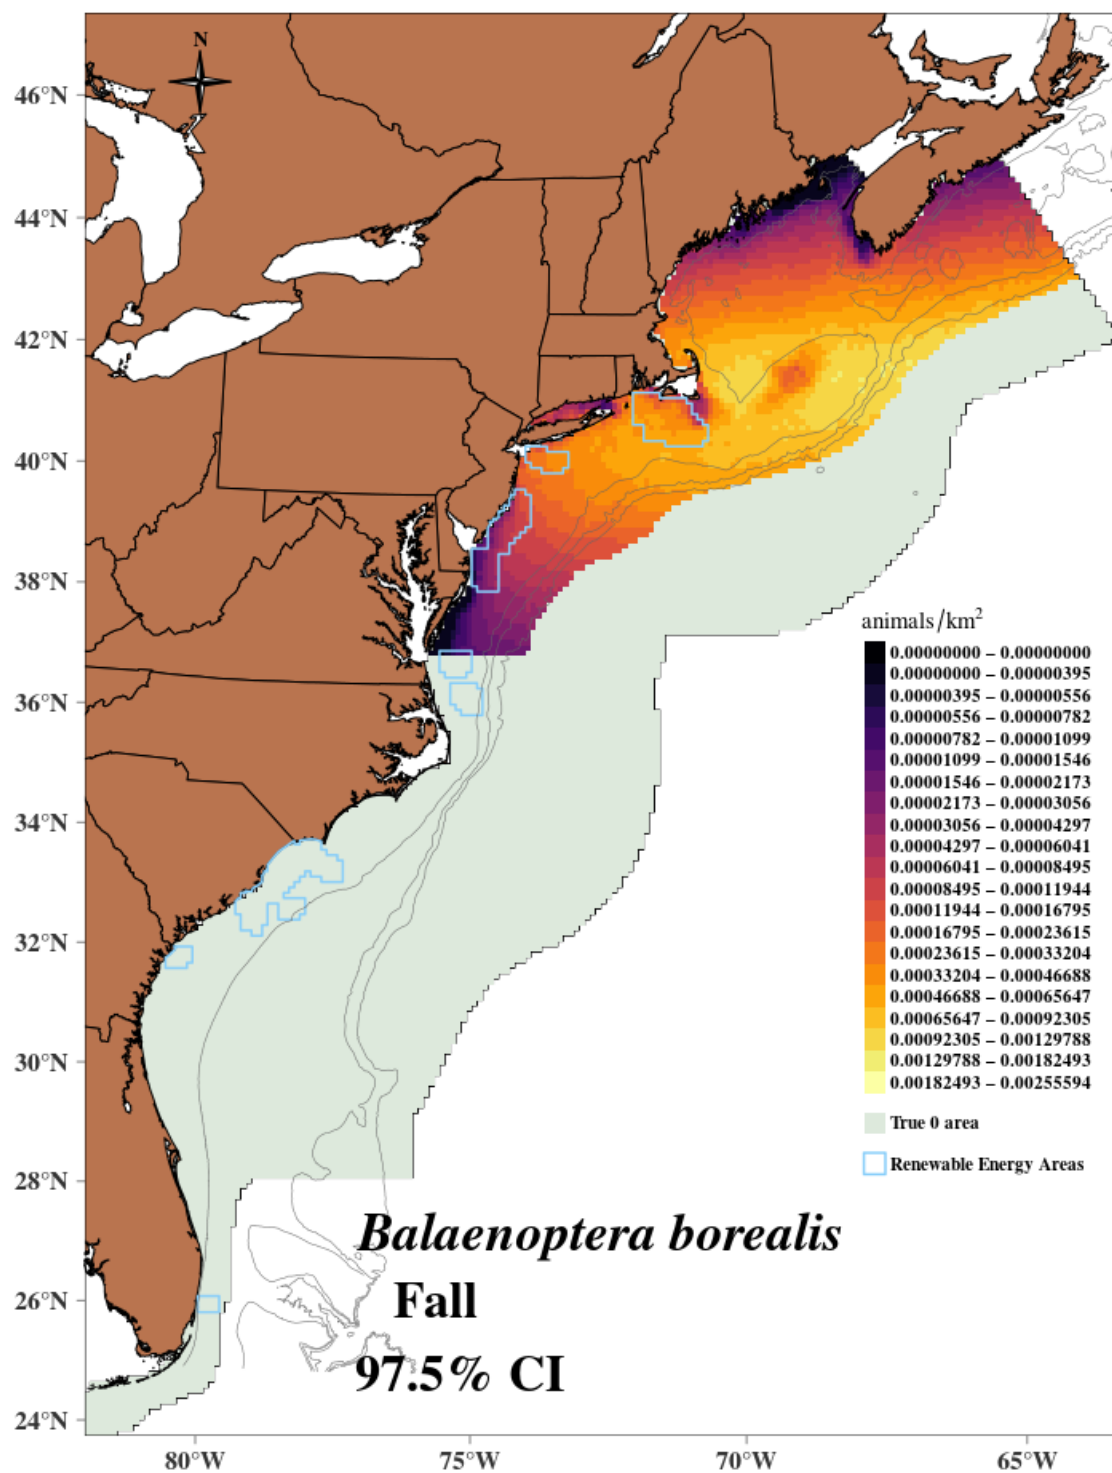 N
46°N
44°N
42°N
40°N
38°N
36°N
34°N
32°N
30°N
28°N
26°N
24°N
80°W
75°W
70°W
65°W
animals/km²
0.00000000 – 0.00000000
0.00000000 – 0.00000395
0.00000395 – 0.00000556
0.00000556 – 0.00000782
0.00000782 – 0.00001099
0.00001099 – 0.00001546
0.00001546 – 0.00002173
0.00002173 – 0.00003056
0.00003056 – 0.00004297
0.00004297 – 0.00006041
0.00006041 – 0.00008495
0.00008495 – 0.00011944
0.00011944 – 0.00016795
0.00016795 – 0.00023615
0.00023615 – 0.00033204
0.00033204 – 0.00046688
0.00046688 – 0.00065647
0.00065647 – 0.00092305
0.00092305 – 0.00129788
0.00129788 – 0.00182493
0.00182493 – 0.00255594
True 0 area
Renewable Energy Areas
Balaenoptera borealis
Fall
97.5% CI